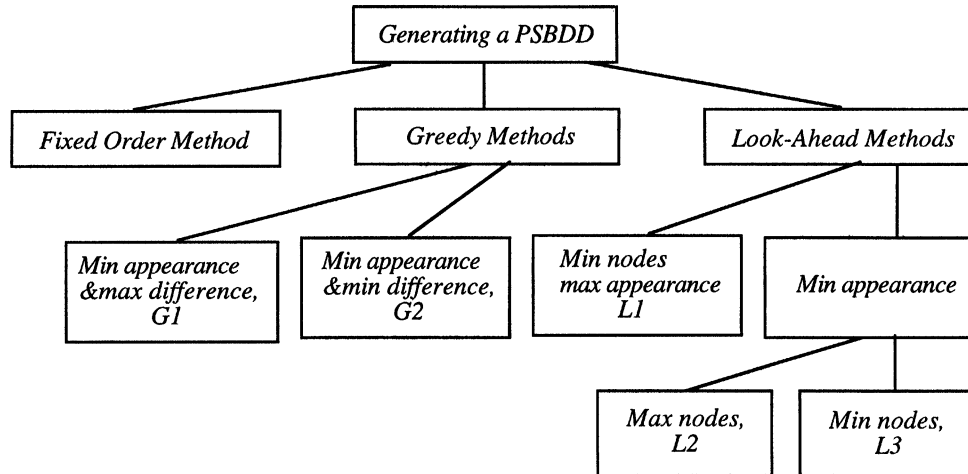 Generating a PSBDD
Fixed Order Method
Greedy Methods
Look-Ahead Methods
Min appearance
&max difference,
G1
Min appearance
&min difference,
G2
Min nodes
max appearance
L1
Min appearance
Max nodes,
L2
Min nodes,
L3